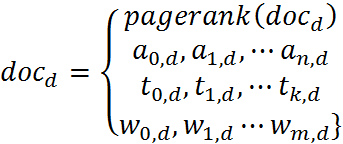 pagerank(doc_d)
a_{0,d}, a_{1,d}, ⋯ a_{n,d}
doc_d = {
t_{0,d}, t_{1,d}, ⋯ t_{k,d}
w_{0,d}, w_{1,d} ⋯ w_{m,d}}